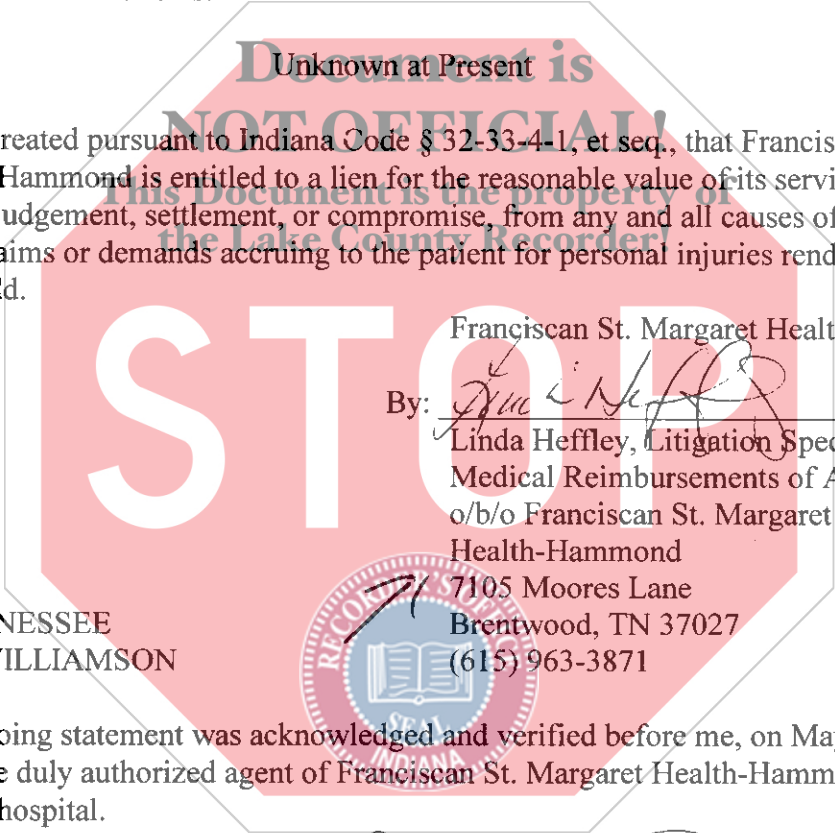 Unknown at Present
Document is
NOT OFFICIAL!
This Document is the property of
the Lake County Recorder!
reated pursuant to Indiana Code § 32-33-4-1, et seq., that Francis
Hammond is entitled to a lien for the reasonable value of its servi
udgement, settlement, or compromise, from any and all causes of
aims or demands accruing to the patient for personal injuries rend
d.
STOP
Franciscan St. Margaret Healt
By:
Linda Heffley, Litigation Spec
Medical Reimbursements of A
o/b/o Franciscan St. Margaret
Health-Hammond
7105 Moores Lane
NESSEE
Brentwood, TN 37027
ILLIAMSON
(615) 963-3871
RECORDER'S OFFICE
SEAL
INDIANA
oing statement was acknowledged and verified before me, on May
e duly authorized agent of Franciscan St. Margaret Health-Hamm
hospital.